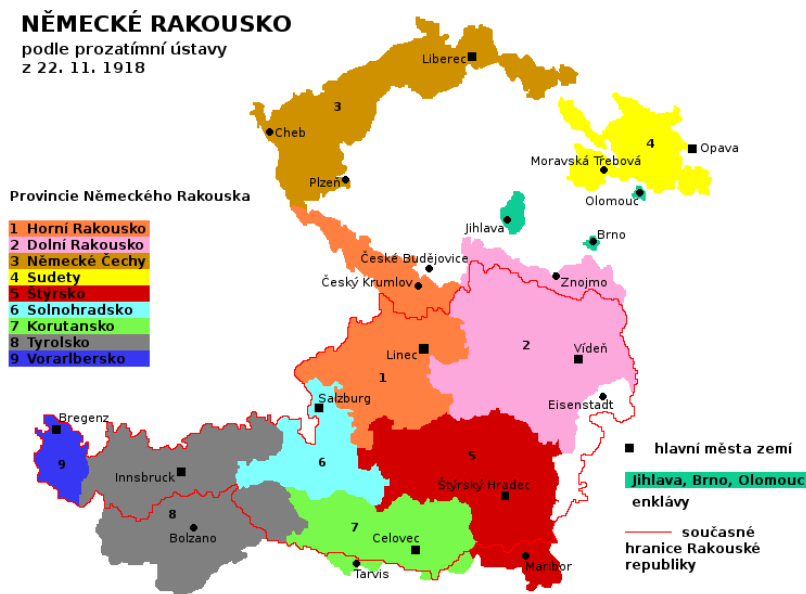 NĚMECKÉ RAKOUSKO
podle prozatímní ústavy
z 22. 11. 1918
Liberec
3
Cheb
Plzeň
4
Opava
Moravská Třebová
Olomouc
Jihlava
Brno
Provincie Německého Rakouska
1 Horní Rakousko
2 Dolní Rakousko
3 Německé Čechy
4 Sudety
5 Štýrsko
6 Solnohradsko
7 Korutansko
8 Tyrolsko
9 Vorarlbersko
České Budějovice
Český Krumlov
Znojmo
Linec
2
Vídeň
1
Salzburg
Eisenstadt
Bregenz
9
Innsbruck
6
5
Štýrský Hradec
8
Bolzano
7
Celovec
Tarvis
Maribor
hlavní města zemí
Jihlava, Brno, Olomouc
enklávy
současné
hranice Rakouské
republiky